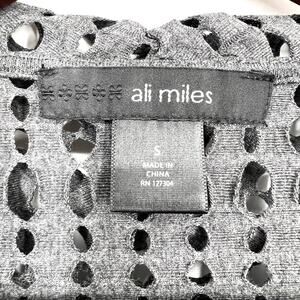 ali miles
S
MADE IN
CHINA
RN 127304